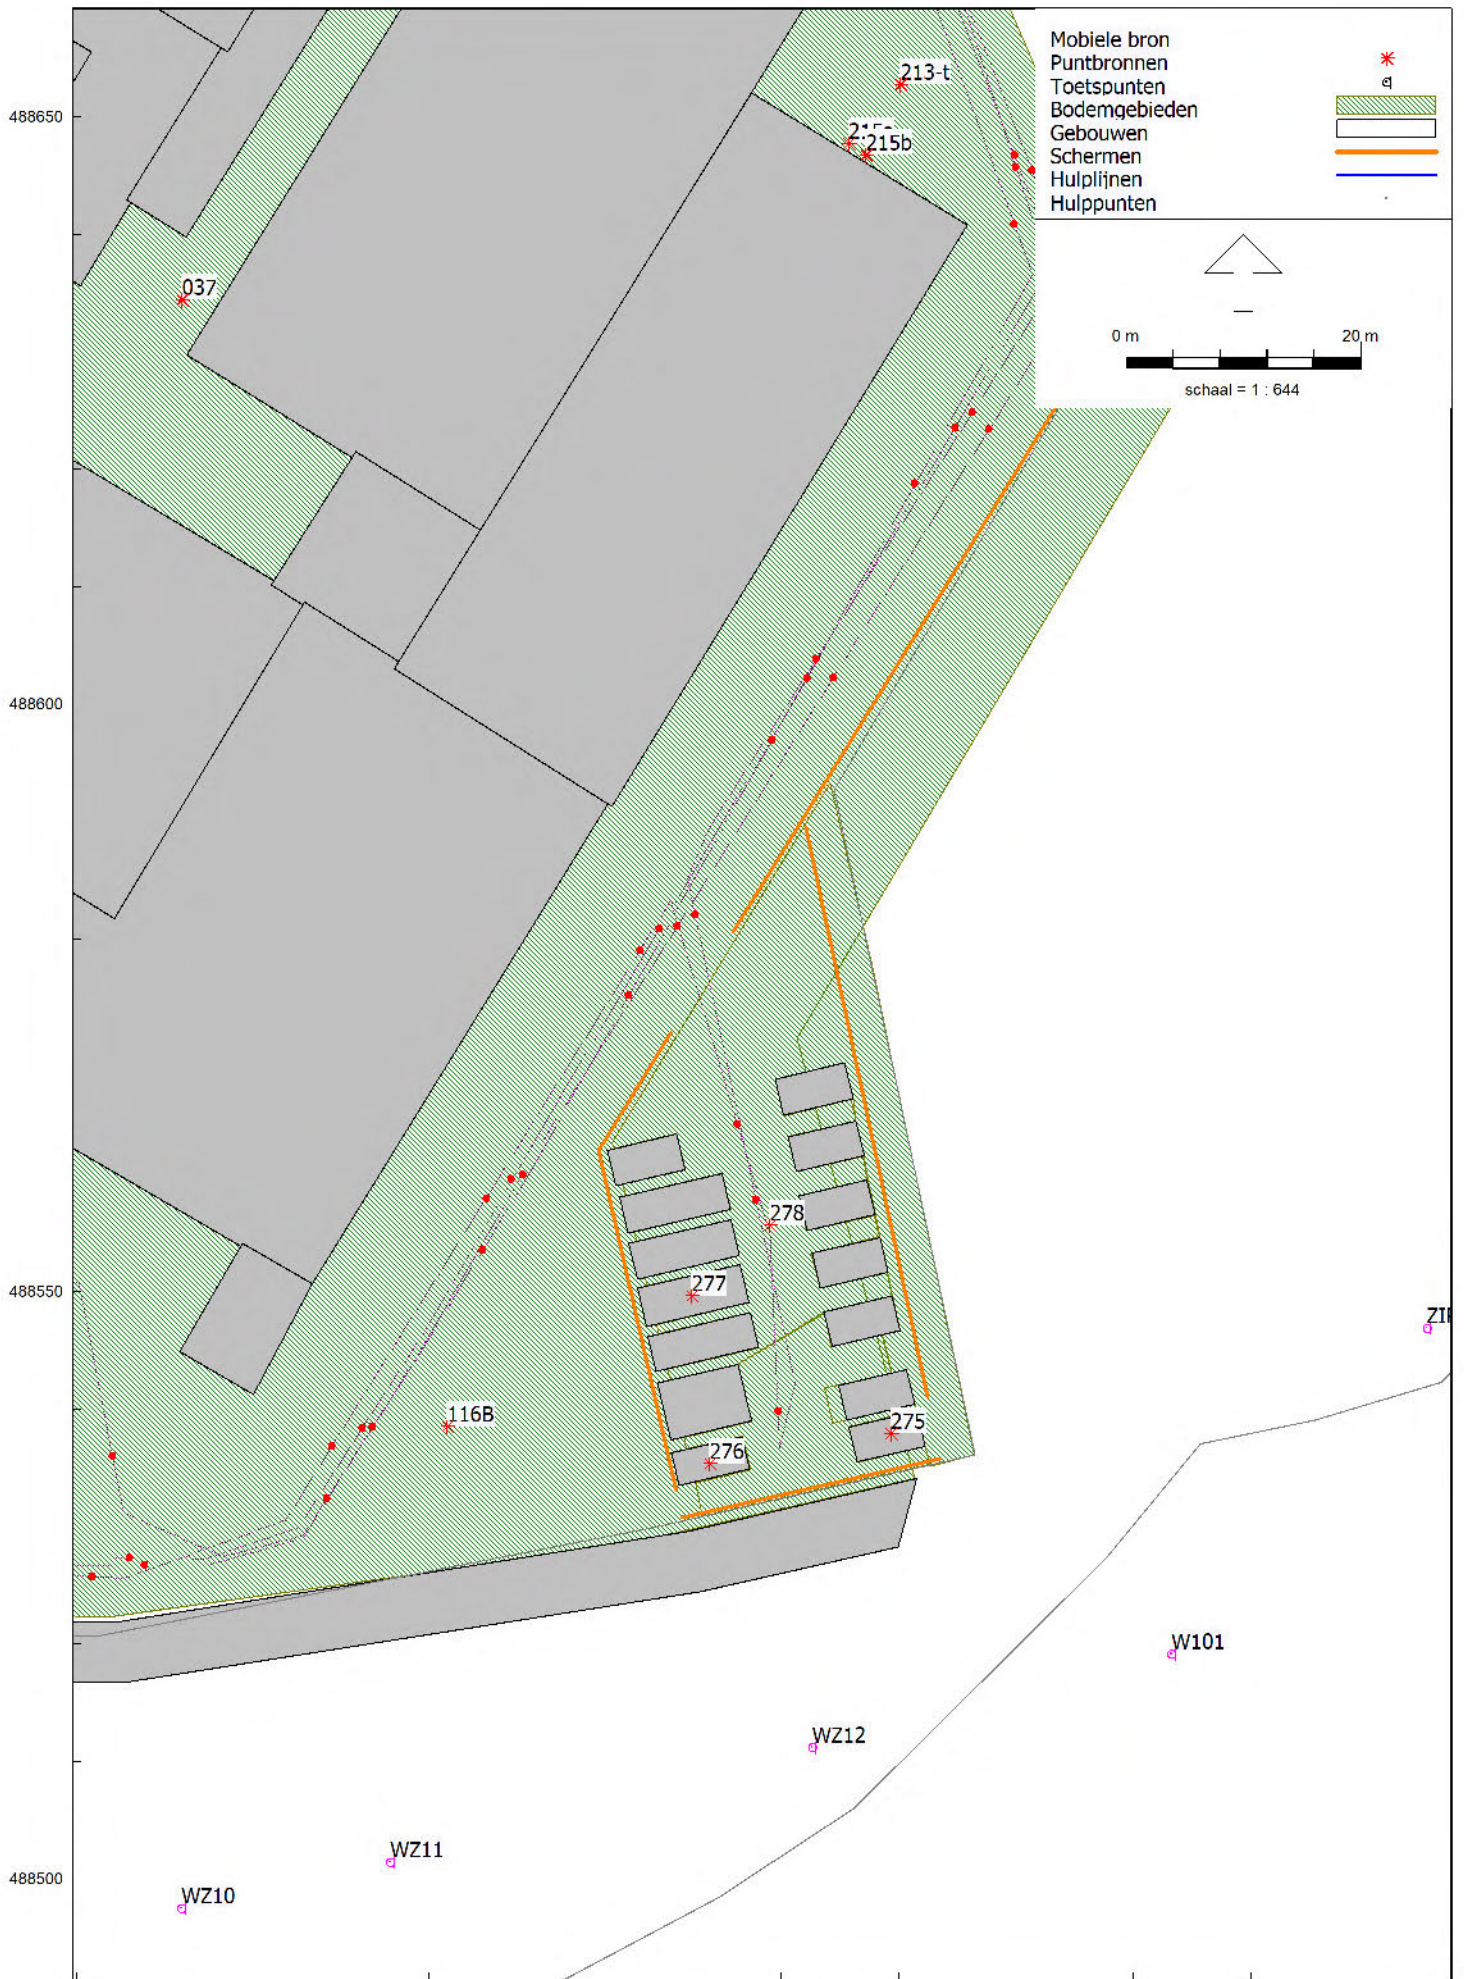 Mobiele bron
Puntbronnen
Toetspunten
Bodemgebieden
Gebouwen
Schermen
Hulplijnen
Hulppunten
0 m 20 m
schaal = 1 : 644
213-t
215b
488650
037
488600
278
277
488550
116B
275
276
W101
WZ12
WZ11
WZ10
488500